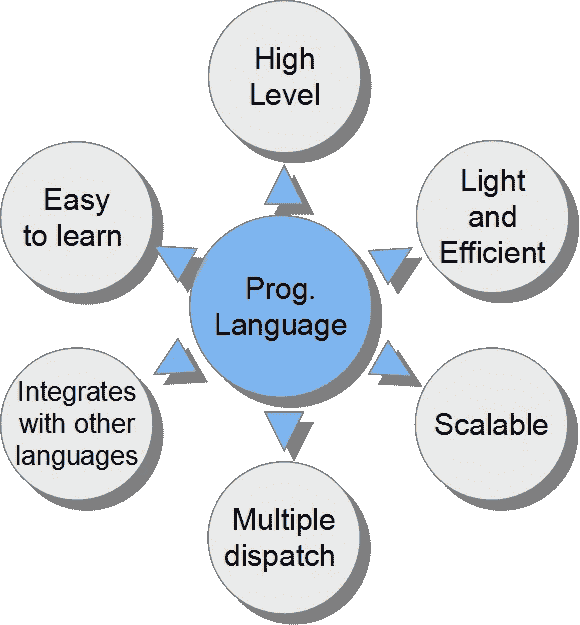 High
Level
Light
and
Efficient
Easy
to learn
Prog.
Language
Integrates
with other
languages
Scalable
Multiple
dispatch